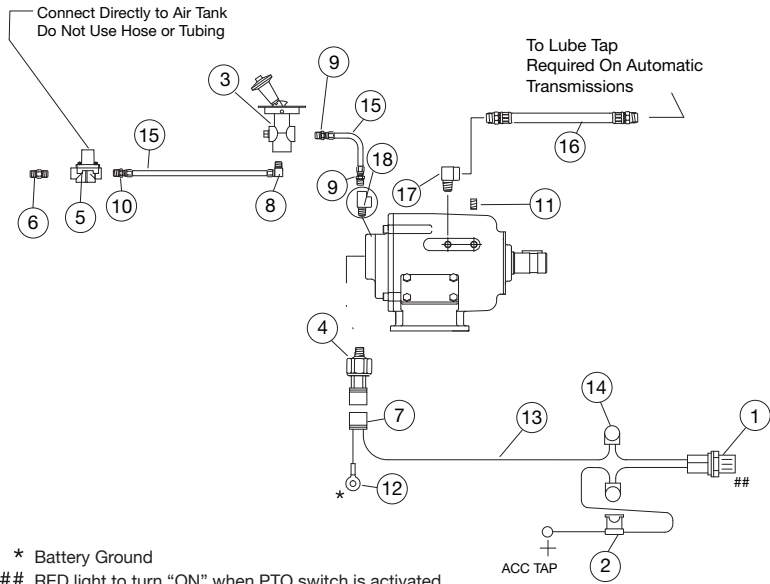 Connect Directly to Air Tank
Do Not Use Hose or Tubing
To Lube Tap
Required On Automatic
Transmissions
3
9
15
15
18
9
16
17
11
6
5
10
8
4
14
7
13
1
##
*
12
ACC TAP
2
* Battery Ground
## RED light to turn “ON” when PTO switch is activated